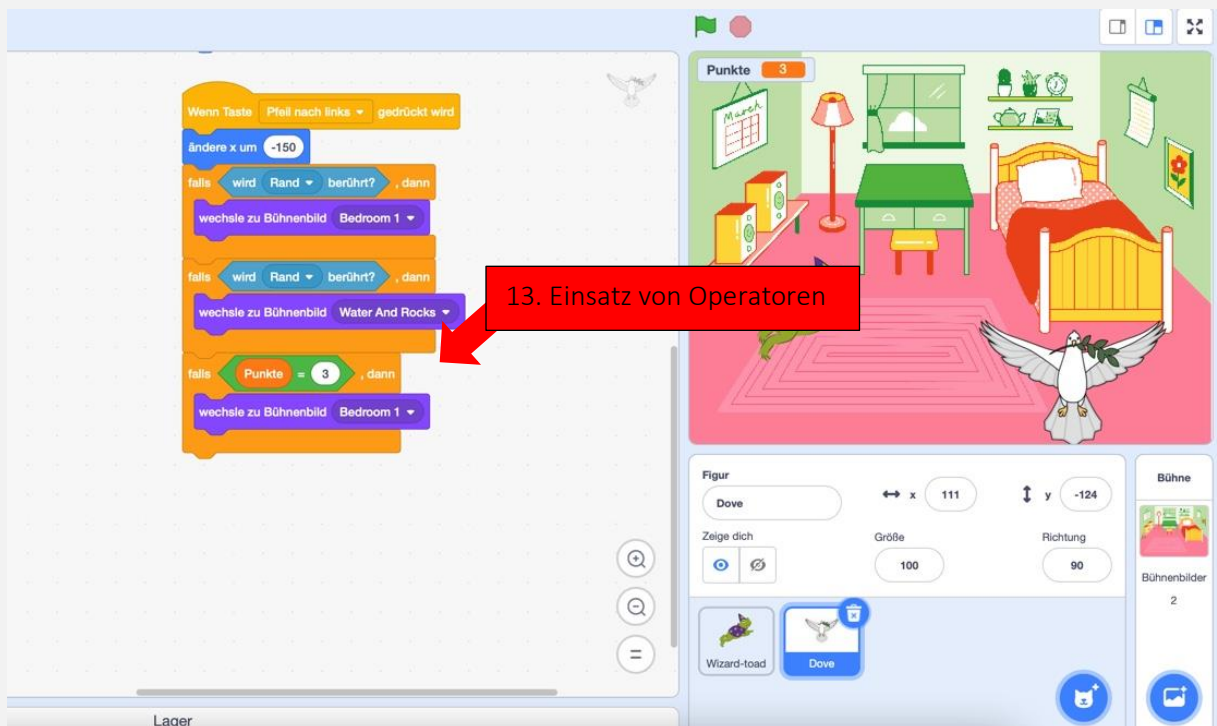 Wenn Taste Pfeil nach links gedrückt wird
ändere x um -150
falls wird Rand berührt? , dann
wechsle zu Bühnenbild Bedroom 1
falls wird Rand berührt? , dann
wechsle zu Bühnenbild Water And Rocks
falls Punkte = 3 , dann
wechsle zu Bühnenbild Bedroom 1
13. Einsatz von Operatoren
Punkte 3
March
Figur
Dove
x 111
y -124
Zeige dich
Größe
100
Richtung
90
Wizard-toad
Dove
Bühne
Bühnenbilder
2
Lager